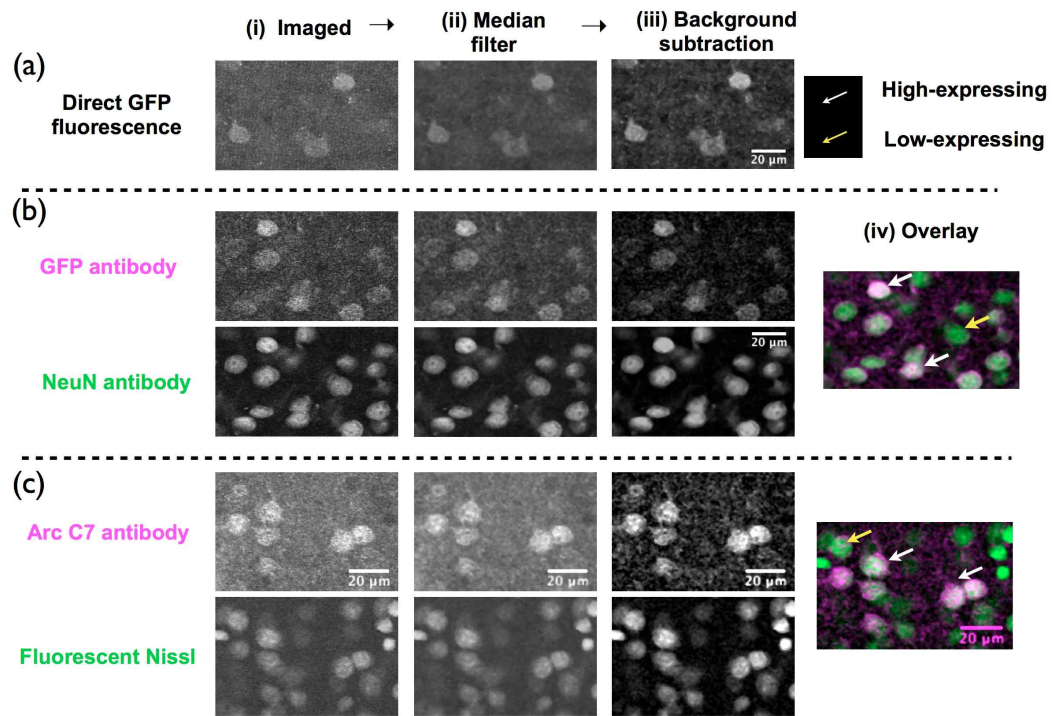 (i) Imaged → (ii) Median → (iii) Background
filter subtraction
(a)
Direct GFP
fluorescence
High-expressing
Low-expressing
20 µm
(b)
GFP antibody
(iv) Overlay
NeuN antibody
20 µm
(c)
Arc C7 antibody
20 µm 20 µm 20 µm
20 µm
Fluorescent Nissl